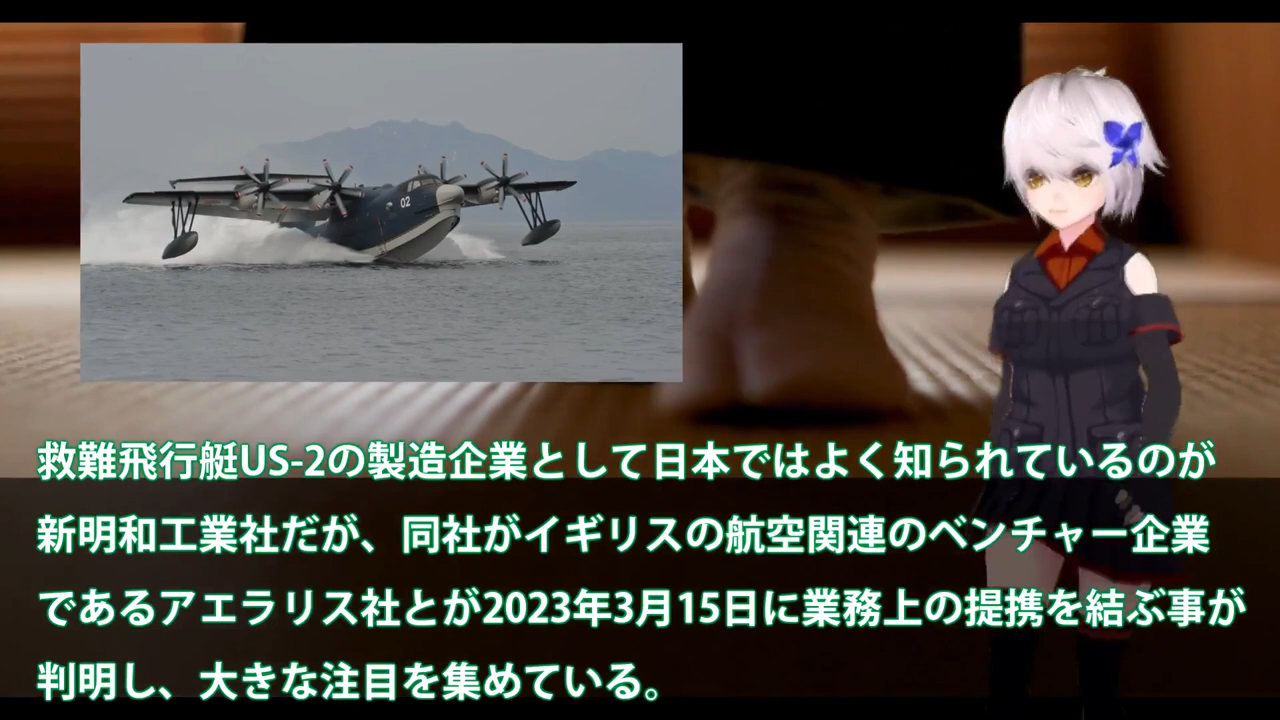 02
救難飛行艇US-2の製造企業として日本ではよく知られているのが
新明和工業社だが、同社がイギリスの航空関連のベンチャー企業
であるアエラリス社とが2023年3月15日に業務上の提携を結ぶ事が
判明し、大きな注目を集めている。